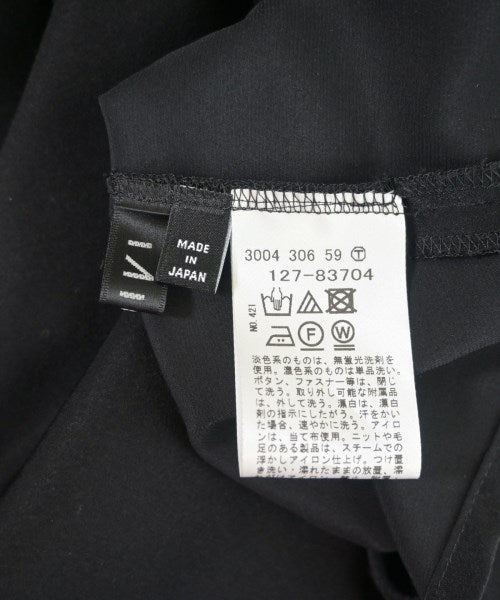 MADE
IN
JAPAN
3004 306 59 T
127-83704
NO.421
F W
淡色系のものは、無蛍光洗剤を
使用。濃色系のものは単品洗い。
ボタン、ファスナー等は、閉じ
て洗う。取り外し可能な附属品
は、外して洗う。漂白は、漂白
剤の指示にしたがう。汗をかい
た場合、速やかに洗う。アイロ
ンは、当て布使用。ニットや毛
足のある製品は、スチームでの
浮かしアイロン仕上げ。つけ置
き洗い・濡れたままの放置、濡